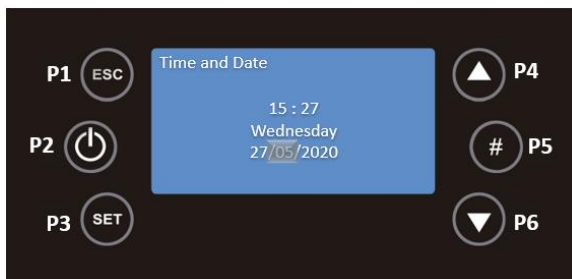 P1 ESC
Time and Date
P4
15 : 27
Wednesday
P2
27/05/2020
# P5
P3 SET
P6